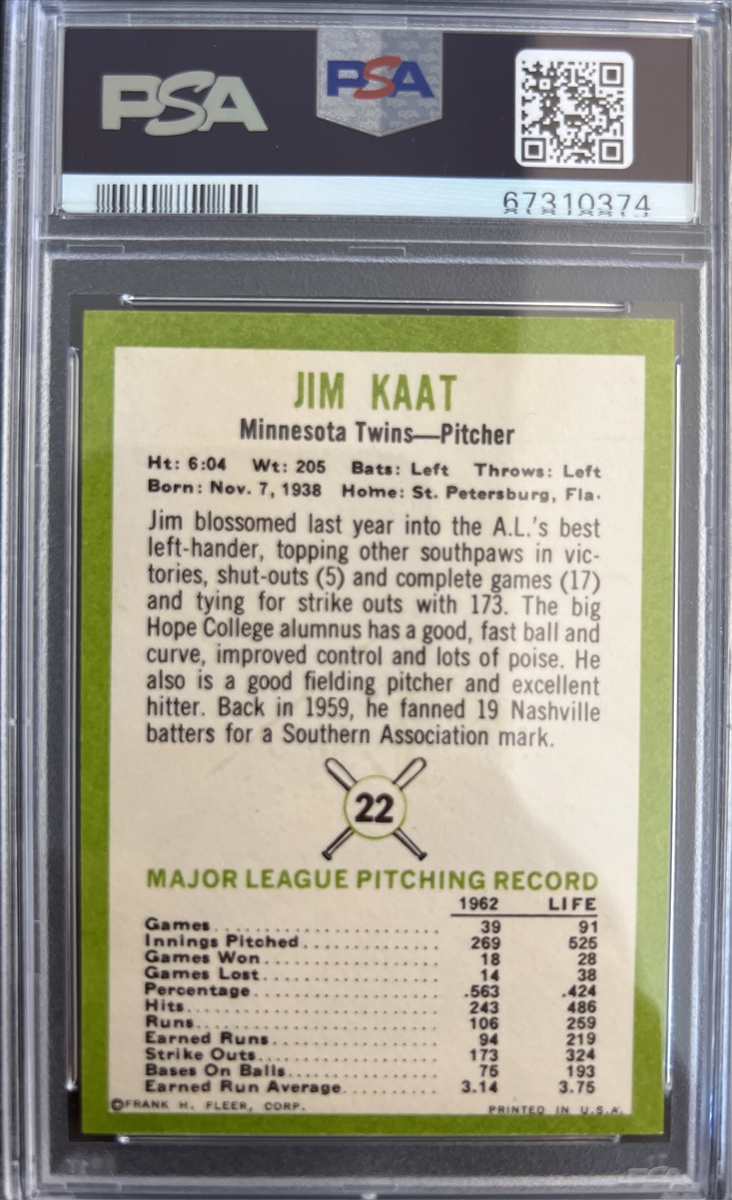 PSA PSA
67310374
JIM KAAT
Minnesota Twins—Pitcher
Ht: 6:04 Wt: 205 Bats: Left Throws: Left
Born: Nov. 7, 1938 Home: St. Petersburg, Fla.
Jim blossomed last year into the A.L.'s best
left-hander, topping other southpaws in vic-
tories, shut-outs (5) and complete games (17)
and tying for strike outs with 173. The big
Hope College alumnus has a good, fast ball and
curve, improved control and lots of poise. He
also is a good fielding pitcher and excellent
hitter. Back in 1959, he fanned 19 Nashville
batters for a Southern Association mark.
22
MAJOR LEAGUE PITCHING RECORD
1962 LIFE
Games 39 91
Innings Pitched 269 525
Games Won 18 28
Games Lost 14 38
Percentage .563 .424
Hits 243 486
Runs 106 259
Earned Runs 94 219
Strike Outs 173 324
Bases On Balls 75 193
Earned Run Average 3.14 3.75
©FRANK H. FLEER, CORP. PRINTED IN U.S.A.
PSA